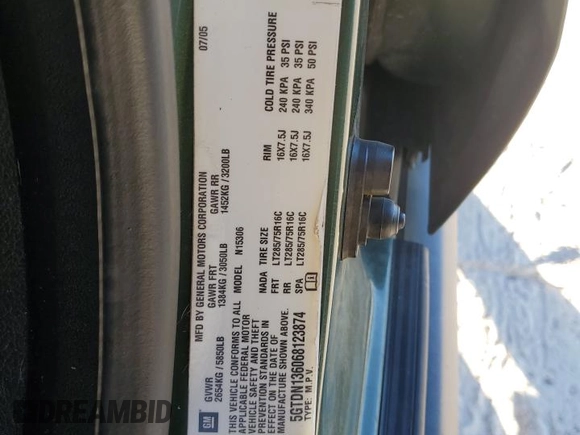 GM
MFD BY GENERAL MOTORS CORPORATION
07/05
GVWR GAWR FRT GAWR RR
2654KG / 5850LB 1384KG / 3050LB 1452KG / 3200LB
THIS VEHICLE CONFORMS TO ALL
APPLICABLE FEDERAL MOTOR
VEHICLE SAFETY AND THEFT
PREVENTION STANDARDS IN
EFFECT ON THE DATE OF
MANUFACTURE SHOWN ABOVE.
5GTDN136068123874
TYPE: M.P.V.
MODEL N15306
NADA TIRE SIZE RIM COLD TIRE PRESSURE
FRT LT285/75R16C 16X7.5J 240 KPA 35 PSI
RR LT285/75R16C 16X7.5J 240 KPA 35 PSI
SPA LT285/75R16C 16X7.5J 340 KPA 50 PSI
DREAMBID